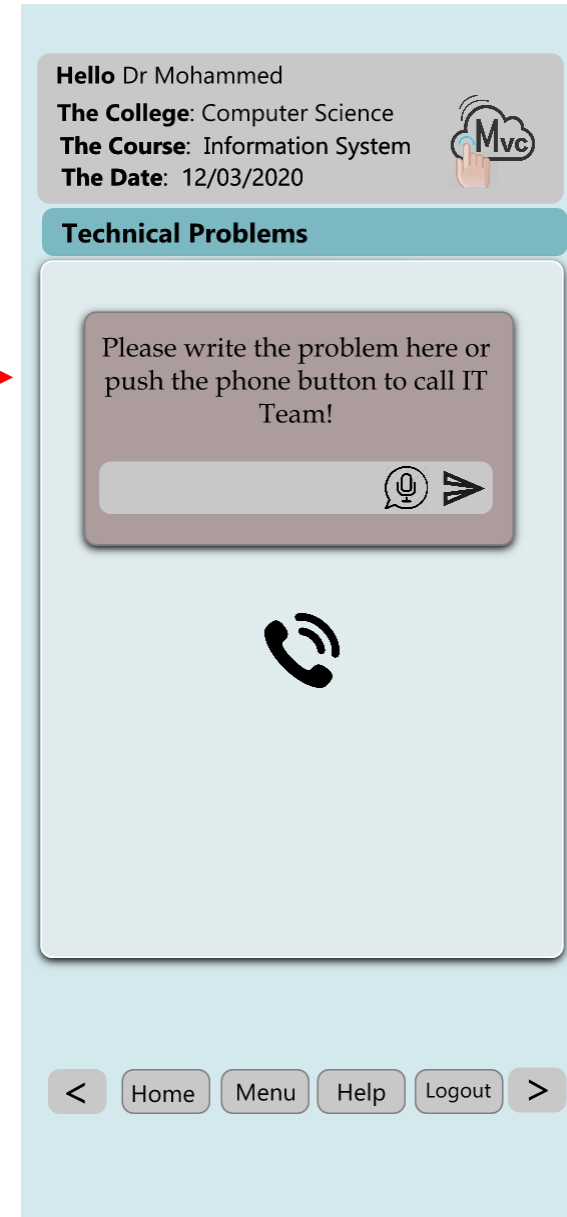 Hello Dr Mohammed
The College: Computer Science
The Course: Information System
The Date: 12/03/2020
Mvc
Technical Problems
Please write the problem here or
push the phone button to call IT
Team!
< Home Menu Help Logout >